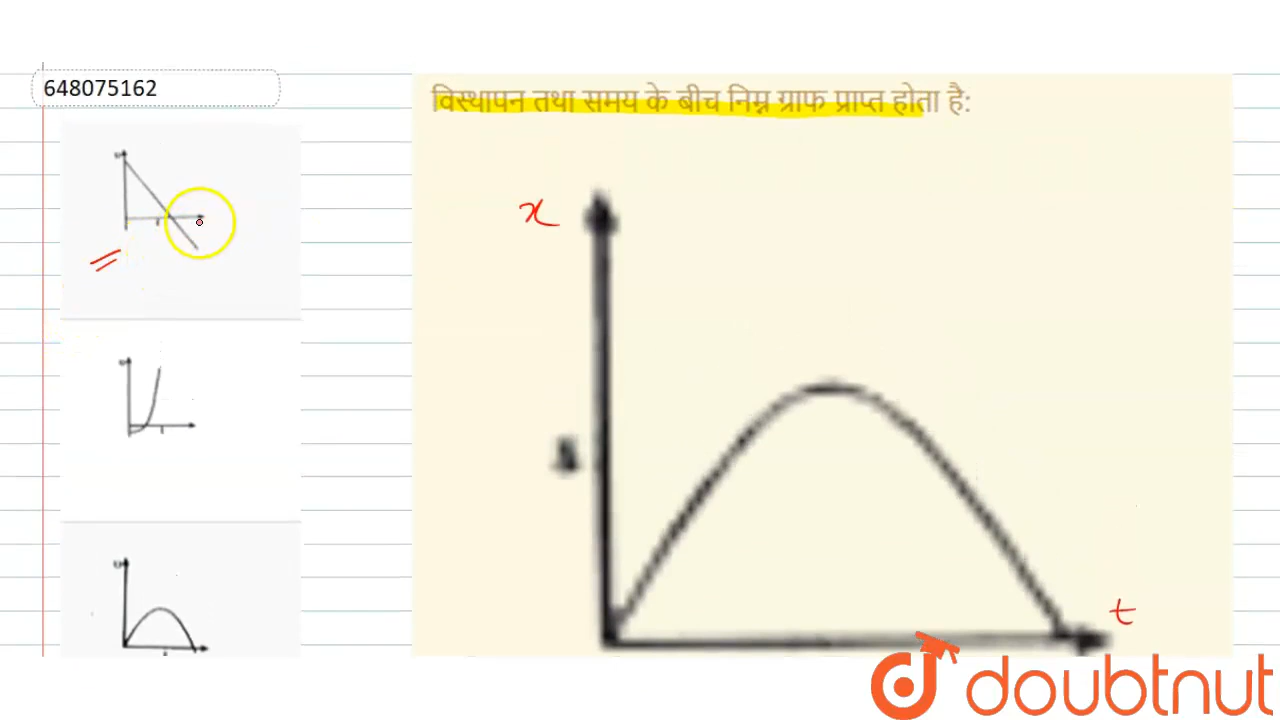 648075162
विस्थापन तथा समय के बीच निम्न ग्राफ प्राप्त होता है:
x
t
doubtnut